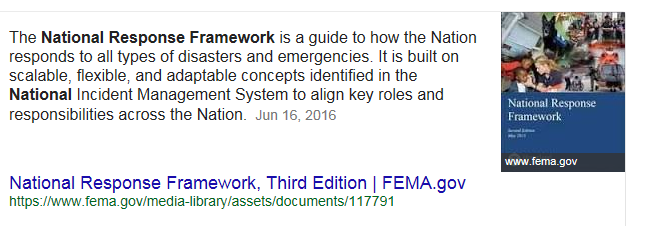 The National Response Framework is a guide to how the Nation
responds to all types of disasters and emergencies. It is built on
scalable, flexible, and adaptable concepts identified in the
National Incident Management System to align key roles and
responsibilities across the Nation. Jun 16, 2016
National Response
Framework
Second Edition
May 2013
www.fema.gov
National Response Framework, Third Edition | FEMA.gov
https://www.fema.gov/media-library/assets/documents/117791